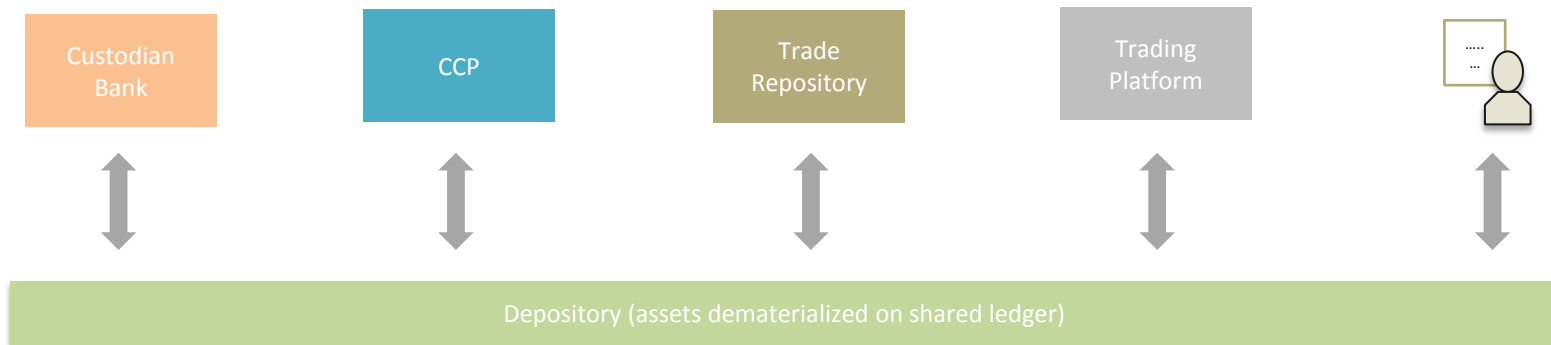 Custodian
Bank
CCP
Trade
Repository
Trading
Platform
.....
...
Depository (assets dematerialized on shared ledger)